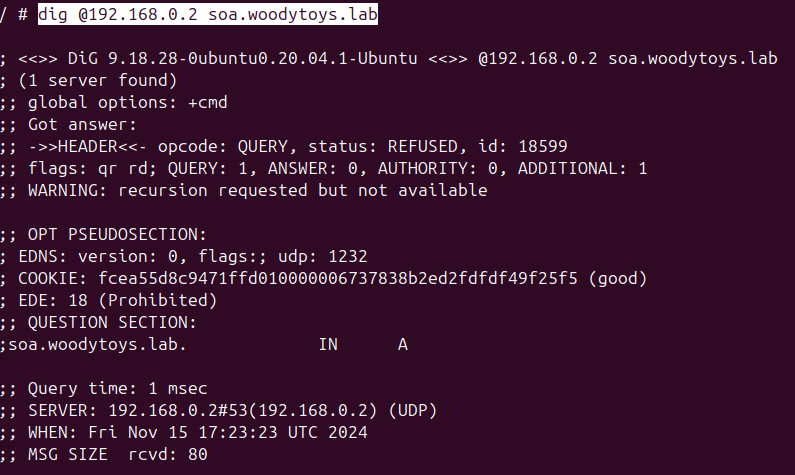 / # dig @192.168.0.2 soa.woodytoys.lab
; <<>> DiG 9.18.28-0ubuntu0.20.04.1-Ubuntu <<>> @192.168.0.2 soa.woodytoys.lab
; (1 server found)
;; global options: +cmd
;; Got answer:
;; ->>HEADER<<- opcode: QUERY, status: REFUSED, id: 18599
;; flags: qr rd; QUERY: 1, ANSWER: 0, AUTHORITY: 0, ADDITIONAL: 1
;; WARNING: recursion requested but not available
;; OPT PSEUDOSECTION:
; EDNS: version: 0, flags:; udp: 1232
; COOKIE: fcea55d8c9471ffd010000006737838b2ed2fdfdf49f25f5 (good)
; EDE: 18 (Prohibited)
;; QUESTION SECTION:
;soa.woodytoys.lab. IN A
;; Query time: 1 msec
;; SERVER: 192.168.0.2#53(192.168.0.2) (UDP)
;; WHEN: Fri Nov 15 17:23:23 UTC 2024
;; MSG SIZE rcvd: 80